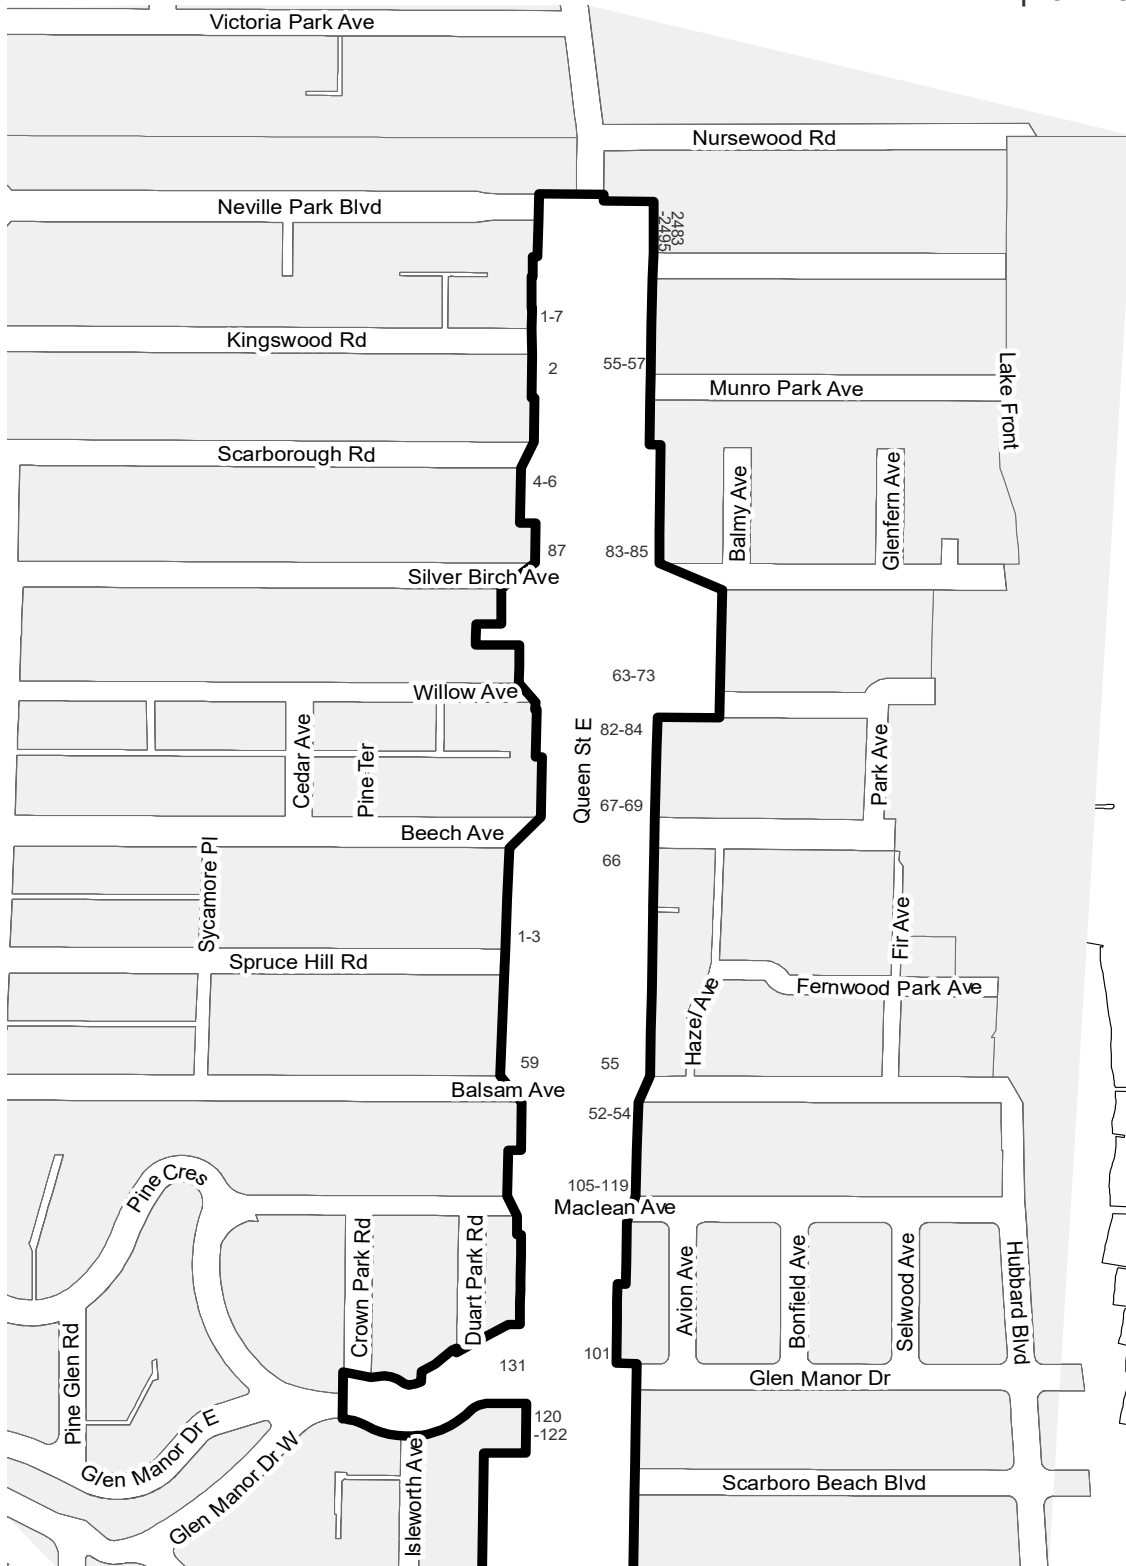 Victoria Park Ave
Nursewood Rd
Neville Park Blvd
2483
-2495
1-7
Kingswood Rd
2
55-57
Munro Park Ave
Lake Front
Scarborough Rd
4-6
Balmy Ave
Glenfern Ave
87
83-85
Silver Birch Ave
63-73
Willow Ave
82-84
Queen St E
Cedar Ave
Pine Ter
Park Ave
67-69
Beech Ave
66
Sycamore Pl
1-3
Fir Ave
Spruce Hill Rd
Fernwood Park Ave
Hazel Ave
59
55
Balsam Ave
52-54
Pine Cres
105-119
Maclean Ave
Crown Park Rd
Duart Park Rd
Avion Ave
Bonfield Ave
Selwood Ave
Hubbard Blvd
Pine Glen Rd
101
131
Glen Manor Dr
120
-122
Glen Manor Dr E
Glen Manor Dr W
Isleworth Ave
Scarboro Beach Blvd